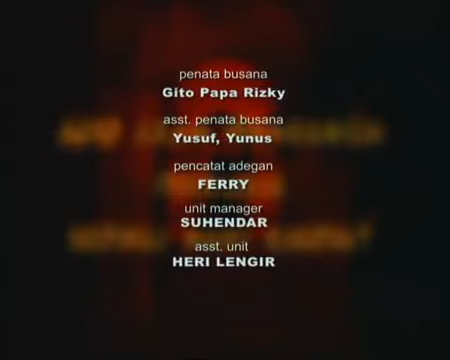 penata busana
Gito Papa Rizky
asst. penata busana
Yusuf, Yunus
pencatat adegan
FERRY
unit manager
SUHENDAR
asst. unit
HERI LENGIR